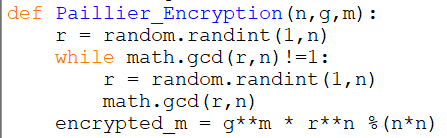 def Paillier_Encryption(n,g,m):
    r = random.randint(1,n)
    while math.gcd(r,n)!=1:
        r = random.randint(1,n)
        math.gcd(r,n)
    encrypted_m = g**m * r**n %(n*n)